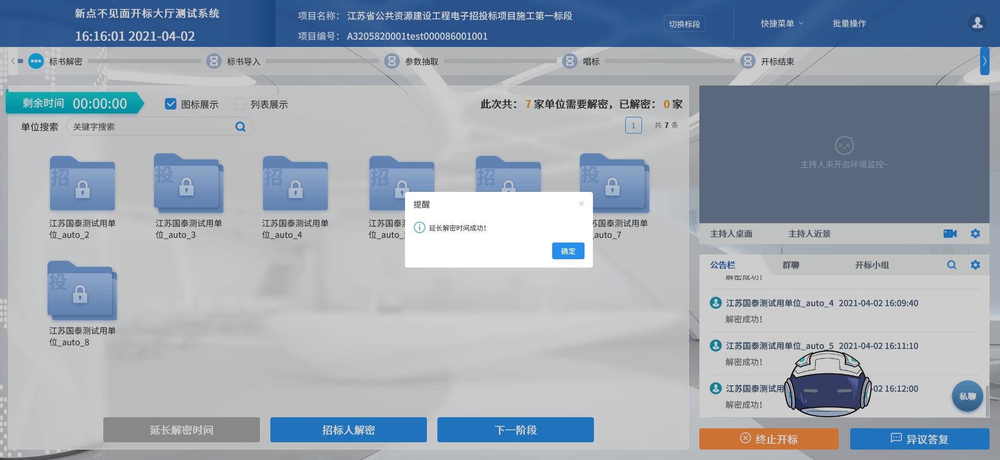 新点不见面开标大厅测试系统
16:16:01 2021-04-02
项目名称： 江苏省公共资源建设工程电子招投标项目施工第一标段
项目编号： A3205820001test000086001001
切换标段
快捷菜单
批量操作
标书解密
标书导入
参数抽取
唱标
开标结束
剩余时间 00:00:00
图标展示
列表展示
此次共： 7 家单位需要解密，已解密： 0 家
单位搜索
关键字搜索
1
共 7 条
招
投
招
招
招
投
江苏国泰测试用单
位_auto_2
江苏国泰测试用单
位_auto_3
江苏国泰测试用单
位_auto_4
江苏国泰
位_auto_
苏国泰测试用单
_auto_7
投
江苏国泰测试用单
位_auto_8
提醒
延长解密时间成功！
确定
延长解密时间
招标人解密
下一阶段
>_<
主持人未开启环境监控~
主持人桌面
主持人近景
公告栏
群聊
开标小组
解密成功！
江苏国泰测试用单位_auto_4 2021-04-02 16:09:40
解密成功！
江苏国泰测试用单位_auto_5 2021-04-02 16:11:10
解密成功！
江苏国泰测试用
-02 16:12:00
解密成功！
私聊
终止开标
异议答复